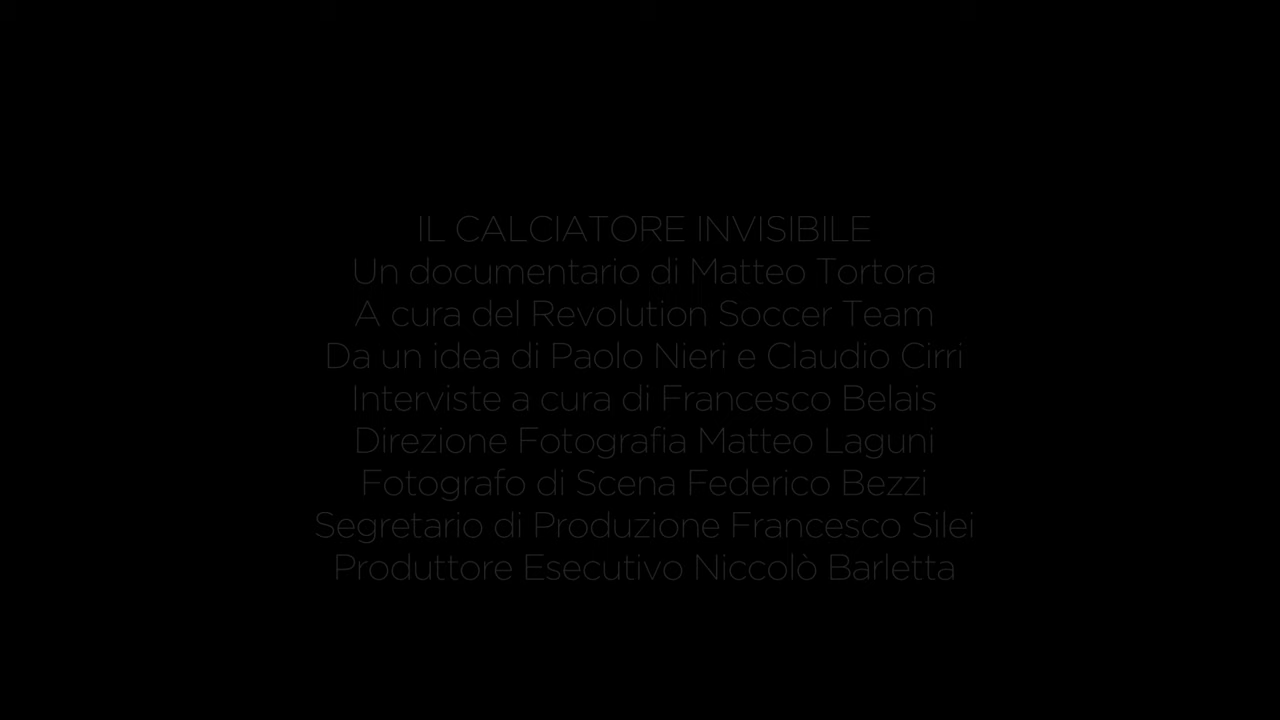 IL CALCIATORE INVISIBILE
Un documentario di Matteo Tortora
A cura del Revolution Soccer Team
Da un idea di Paolo Nieri e Claudio Cirri
Interviste a cura di Francesco Belais
Direzione Fotografia Matteo Laguni
Fotografo di Scena Federico Bezzi
Segretario di Produzione Francesco Silei
Produttore Esecutivo Niccolò Barletta